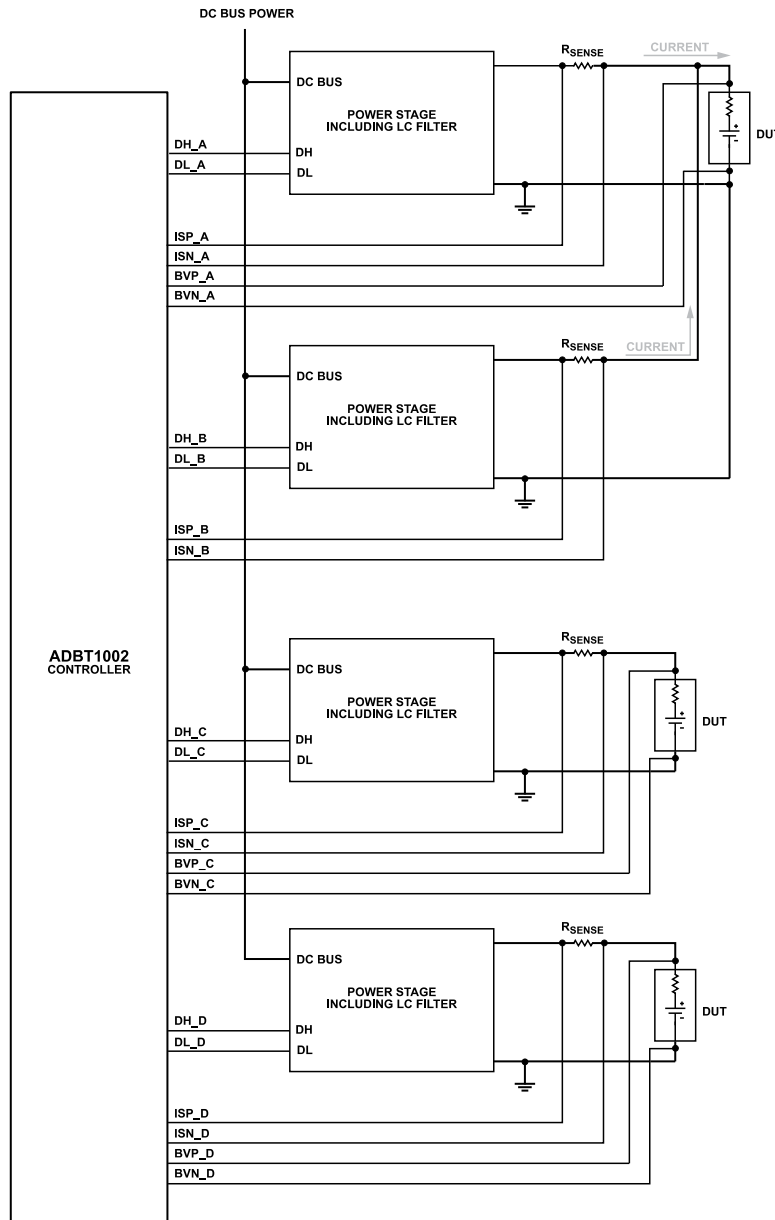 DC BUS POWER
RSENSE
CURRENT
DC BUS
POWER STAGE
INCLUDING LC FILTER
DUT
DH_A
DH
DL_A
DL
ISP_A
ISN_A
BVP_A
BVN_A
RSENSE
CURRENT
DC BUS
POWER STAGE
INCLUDING LC FILTER
DH_B
DH
DL_B
DL
ISP_B
ISN_B
ADBT1002
CONTROLLER
RSENSE
DC BUS
POWER STAGE
INCLUDING LC FILTER
DUT
DH_C
DH
DL_C
DL
ISP_C
ISN_C
BVP_C
BVN_C
RSENSE
DC BUS
POWER STAGE
INCLUDING LC FILTER
DUT
DH_D
DH
DL_D
DL
ISP_D
ISN_D
BVP_D
BVN_D